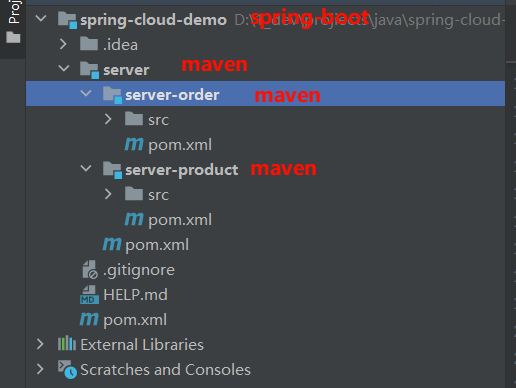 Proj
spring-cloud-demo D:\
spring boot
projects\java\spring-cloud-
.idea
server maven
server-order maven
src
pom.xml
server-product maven
src
pom.xml
pom.xml
.gitignore
HELP.md
pom.xml
External Libraries
Scratches and Consoles